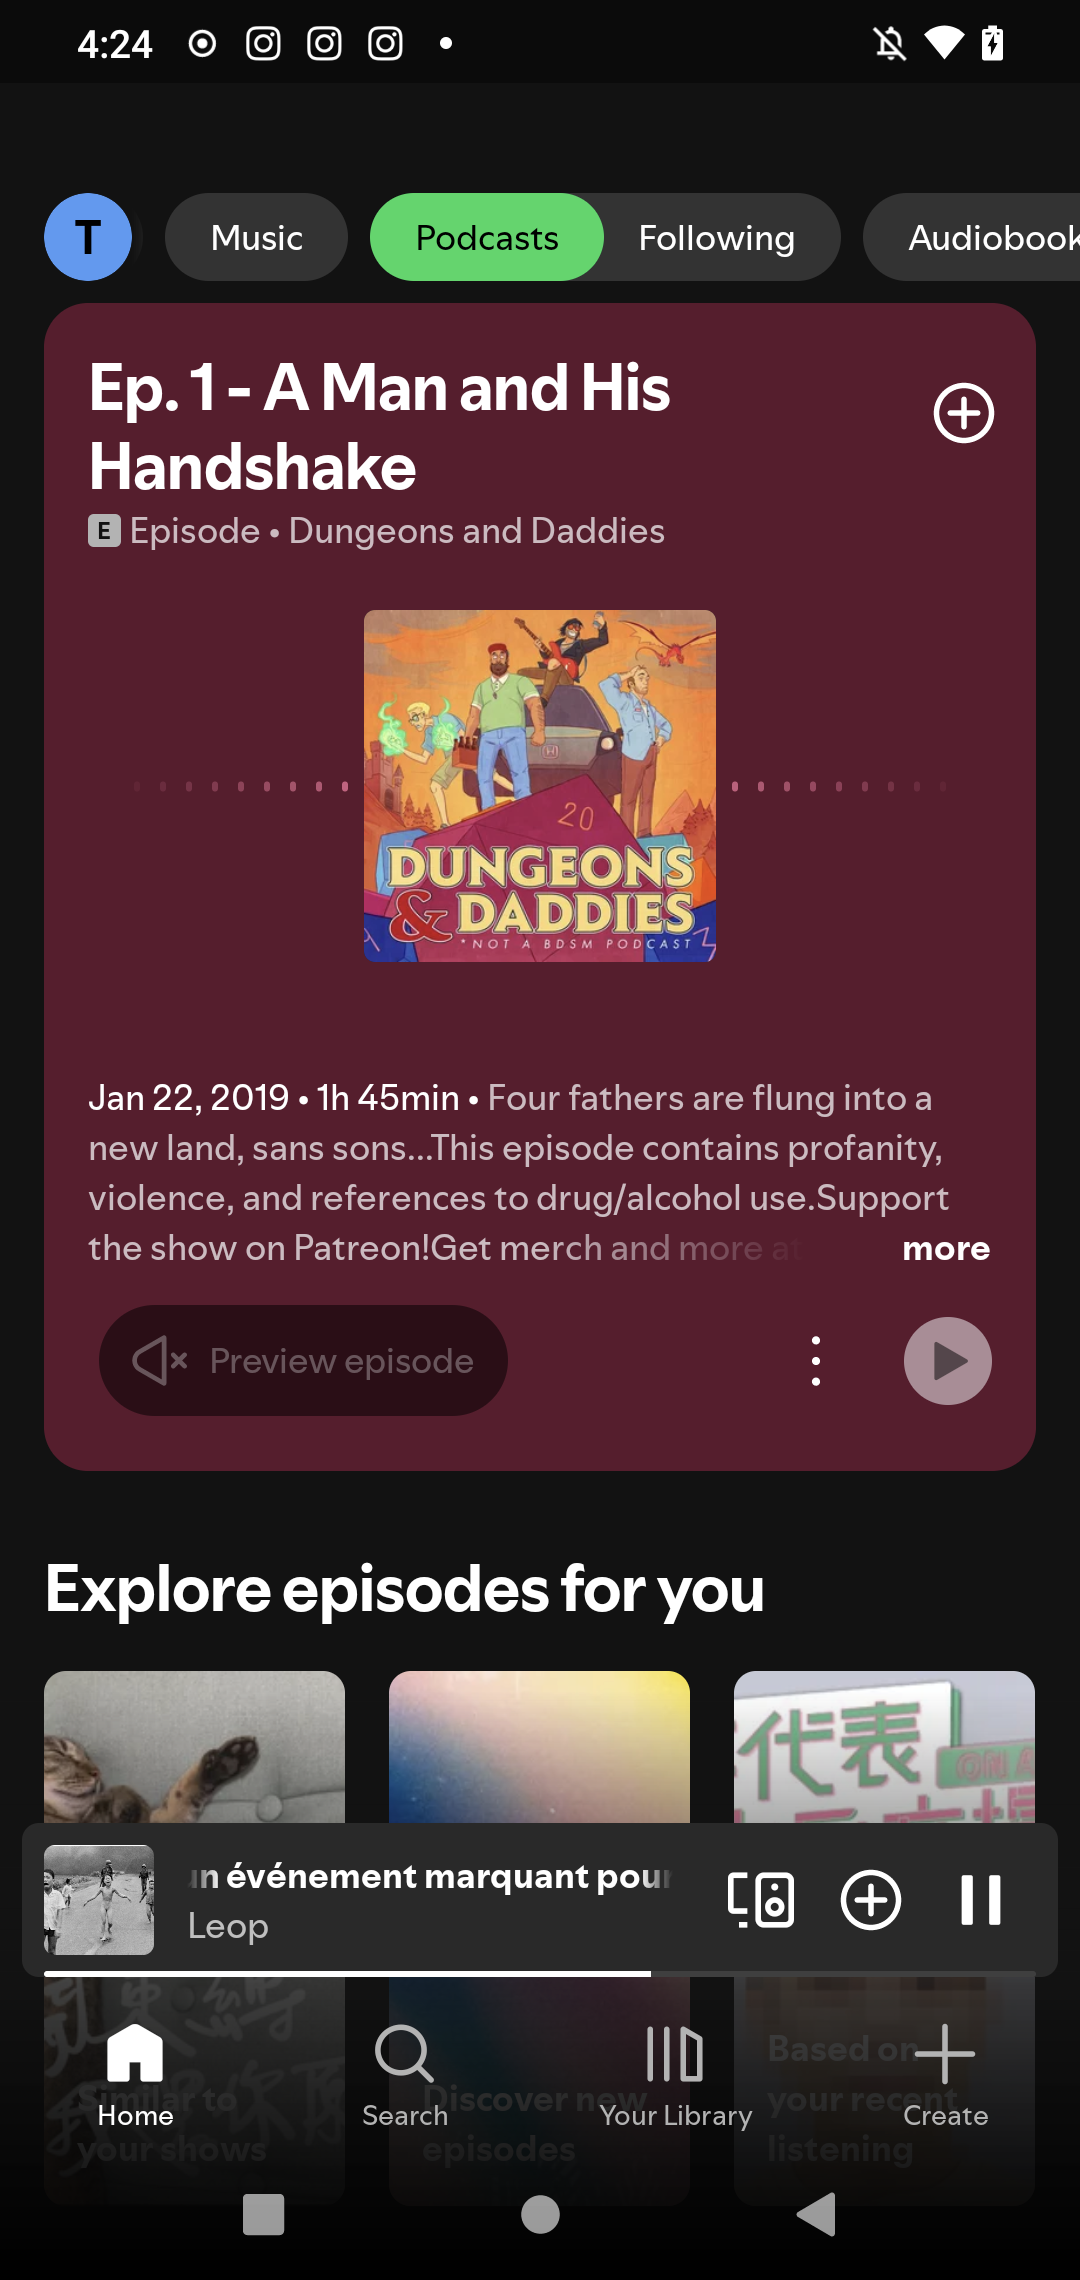 4:24
T
Music
Podcasts
Following
Audiobook
Ep. 1 - A Man and His
Handshake
E Episode • Dungeons and Daddies
20
DUNGEONS
& DADDIES
*NOT A BDSM PODCAST
Jan 22, 2019 • 1h 45min • Four fathers are flung into a
new land, sans sons...This episode contains profanity,
violence, and references to drug/alcohol use.Support
the show on Patreon!Get merch and more at
more
Preview episode
Explore episodes for you
代表
ON A
un événement marquant pour
Leop
Similar to
your shows
Discover new
episodes
Based on
your recent
listening
Home
Search
Your Library
Create